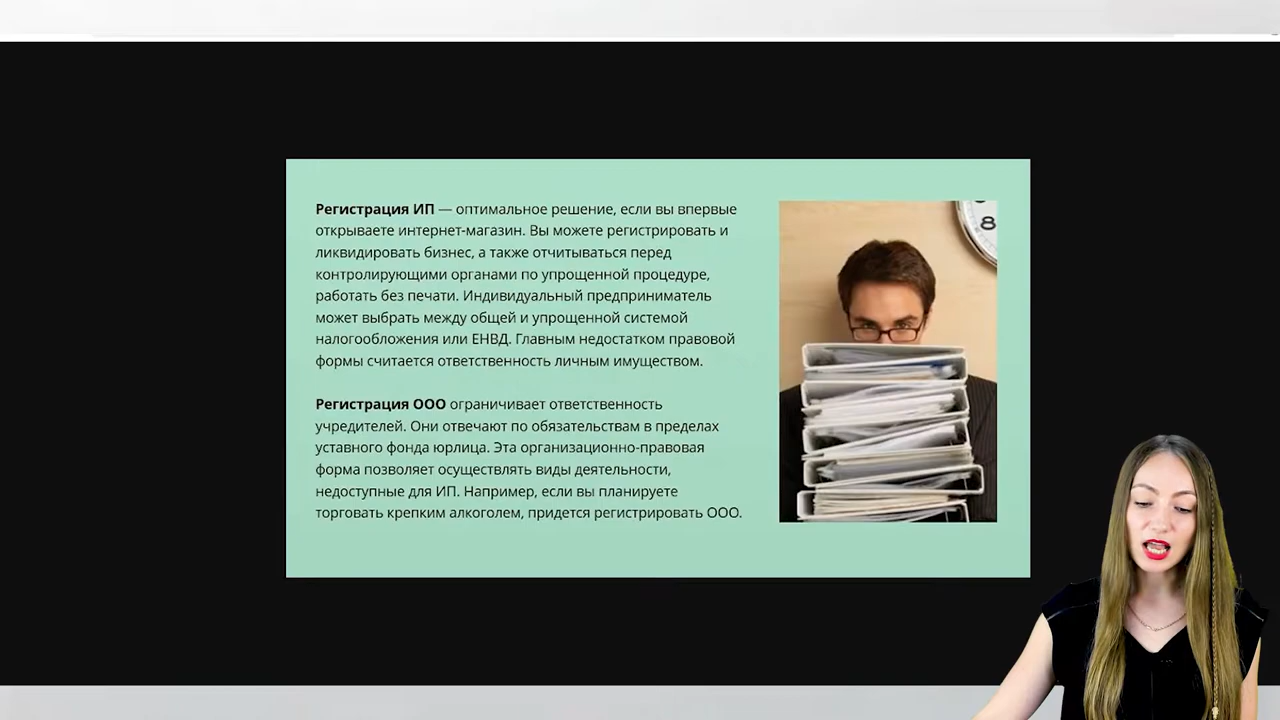 Регистрация ИП — оптимальное решение, если вы впервые
открываете интернет-магазин. Вы можете регистрировать и
ликвидировать бизнес, а также отчитываться перед
контролирующими органами по упрощенной процедуре,
работать без печати. Индивидуальный предприниматель
может выбрать между общей и упрощенной системой
налогообложения или ЕНВД. Главным недостатком правовой
формы считается ответственность личным имуществом.
Регистрация ООО ограничивает ответственность
учредителей. Они отвечают по обязательствам в пределах
уставного фонда юрлица. Эта организационно-правовая
форма позволяет осуществлять виды деятельности,
недоступные для ИП. Например, если вы планируете
торговать крепким алкоголем, придется регистрировать ООО.
8